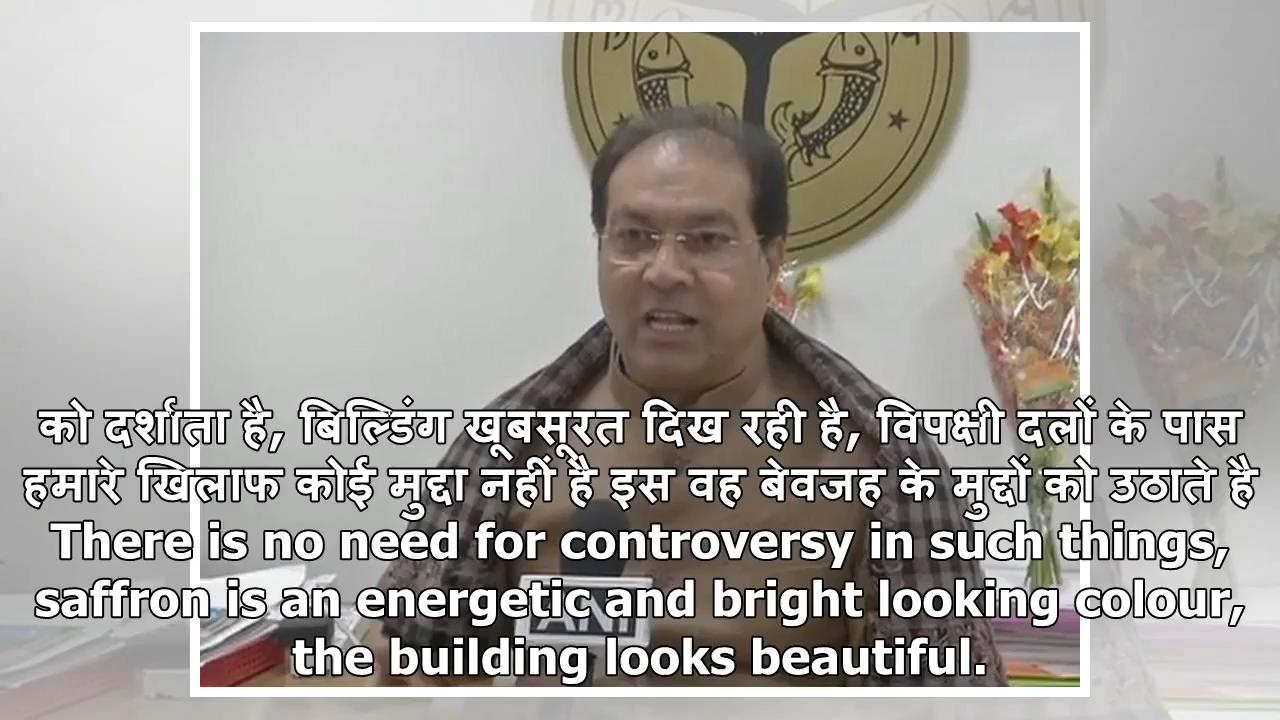 को दर्शाता है, बिल्डिंग खूबसूरत दिख रही है, विपक्षी दलों के पास
हमारे खिलाफ कोई मुद्दा नहीं है इस वह बेवजह के मुद्दों को उठाते है
There is no need for controversy in such things,
saffron is an energetic and bright looking colour,
ANI
the building looks beautiful.